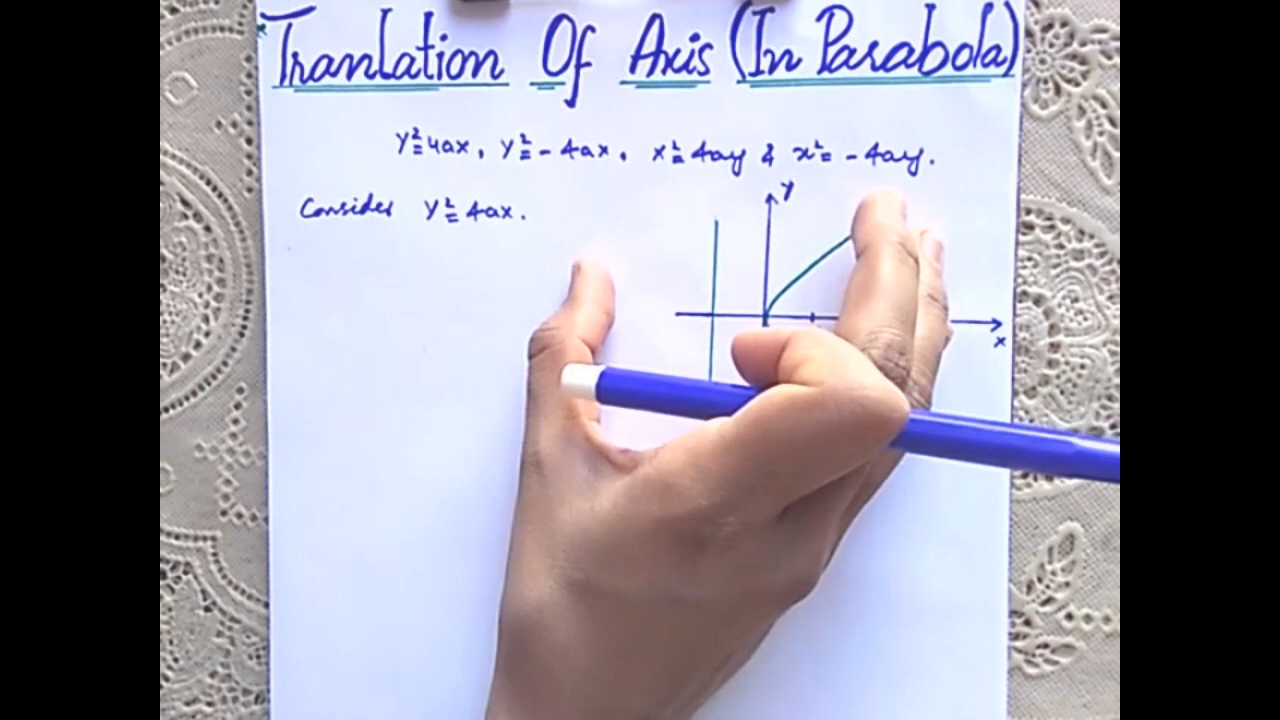 Tranlation Of Axis (In Parabola)
y²=4ax, y²=-4ax, x²=4ay & x²=-4ay.
Consider y²=4ax.
y
x